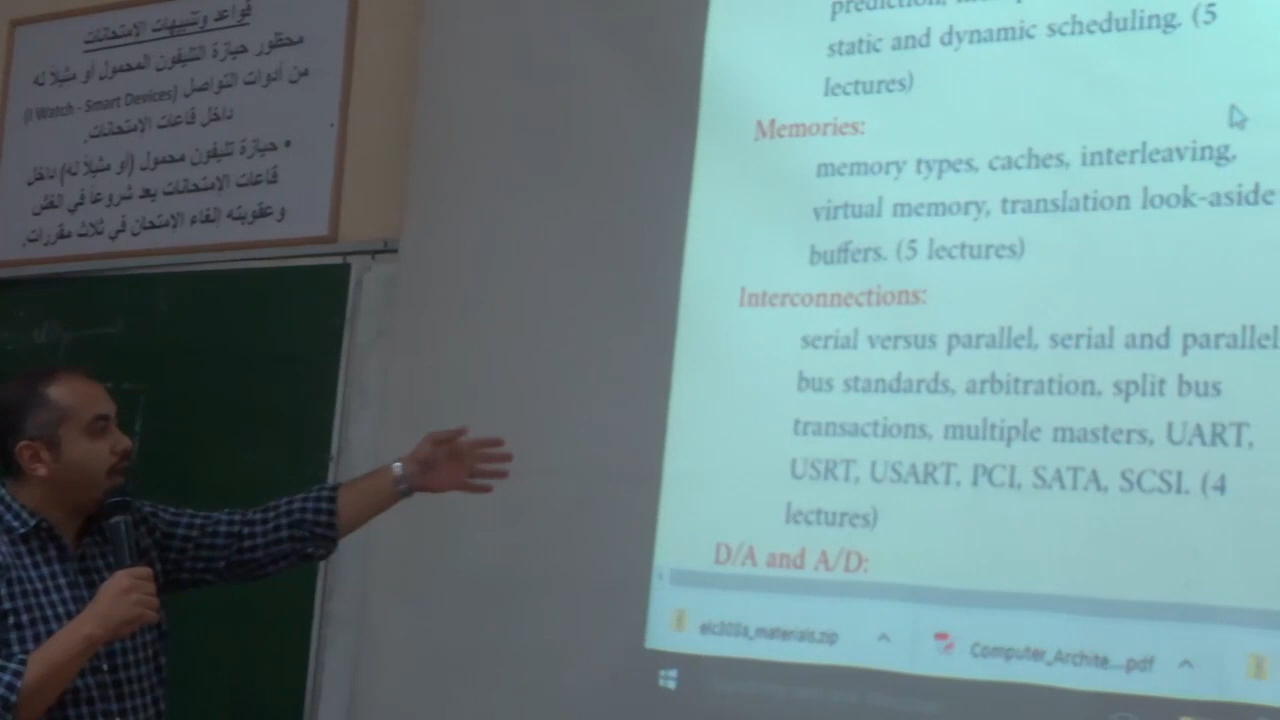 قواعد وتنبيهات الامتحانات
محظور حيازة التليفون المحمول أو مثيلاً له
من أدوات التواصل (I Watch - Smart Devices)
داخل قاعات الامتحانات.
• حيازة تليفون محمول (أو مثيلاً له) داخل
قاعات الامتحانات يعد شروعاً في الغش
وعقوبته إلغاء الامتحان في ثلاث مقررات.
prediction,
static and dynamic scheduling. (5
lectures)
Memories:
memory types, caches, interleaving,
virtual memory, translation look-aside
buffers. (5 lectures)
Interconnections:
serial versus parallel, serial and parallel
bus standards, arbitration, split bus
transactions, multiple masters, UART,
USRT, USART, PCI, SATA, SCSI. (4
lectures)
D/A and A/D:
elc303a_materials.zip
Computer_Archite....pdf